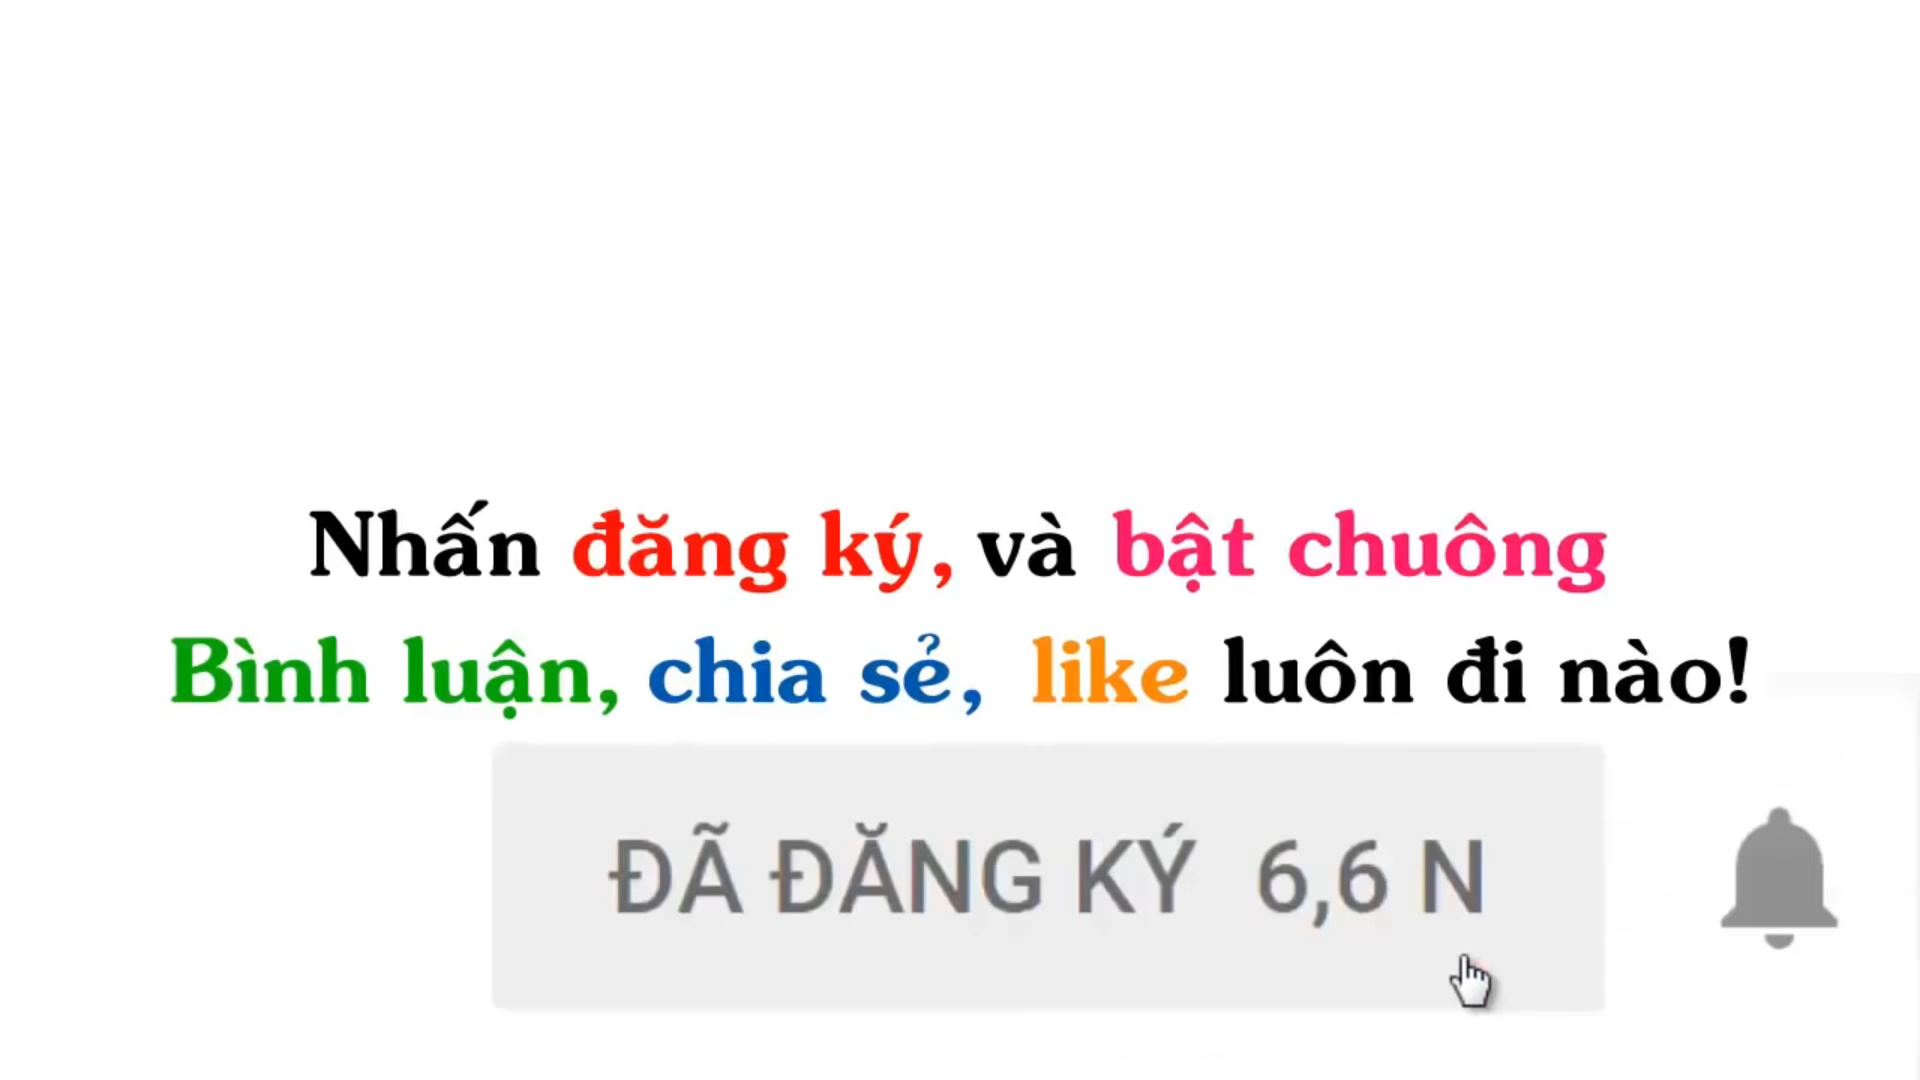 Nhấn đăng ký, và bật chuông
Bình luận, chia sẻ, like luôn đi nào!
ĐÃ ĐĂNG KÝ 6,6 N